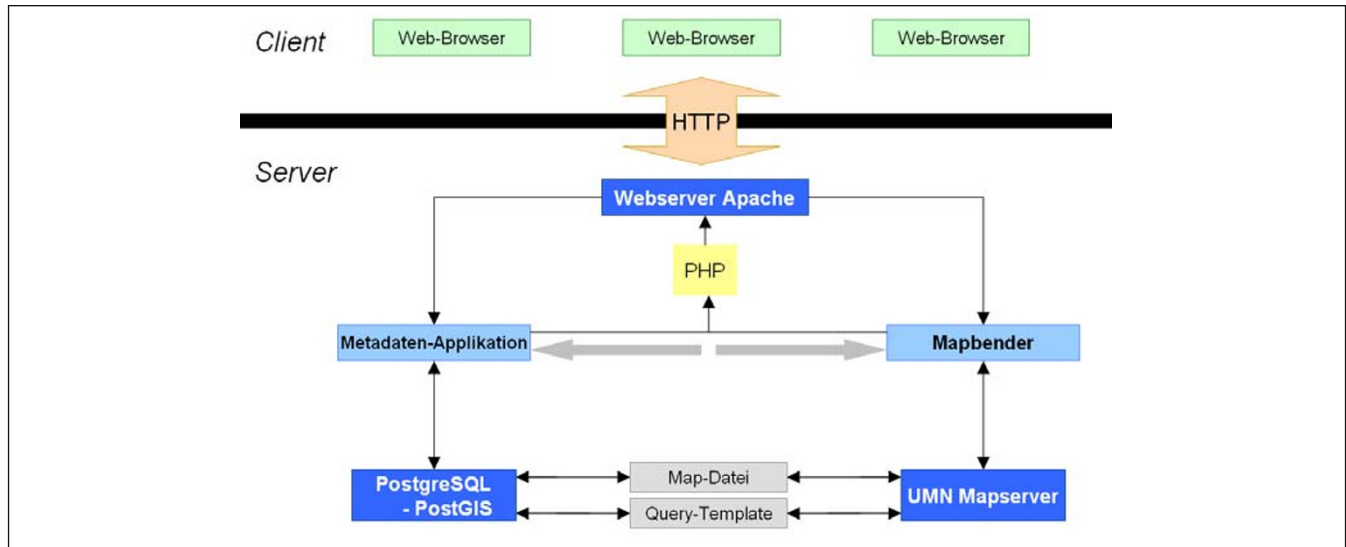 Client
Web-Browser
Web-Browser
Web-Browser
HTTP
Server
Webserver Apache
PHP
Metadaten-Applikation
Mapbender
PostgreSQL
- PostGIS
Map-Datei
Query-Template
UMN Mapserver